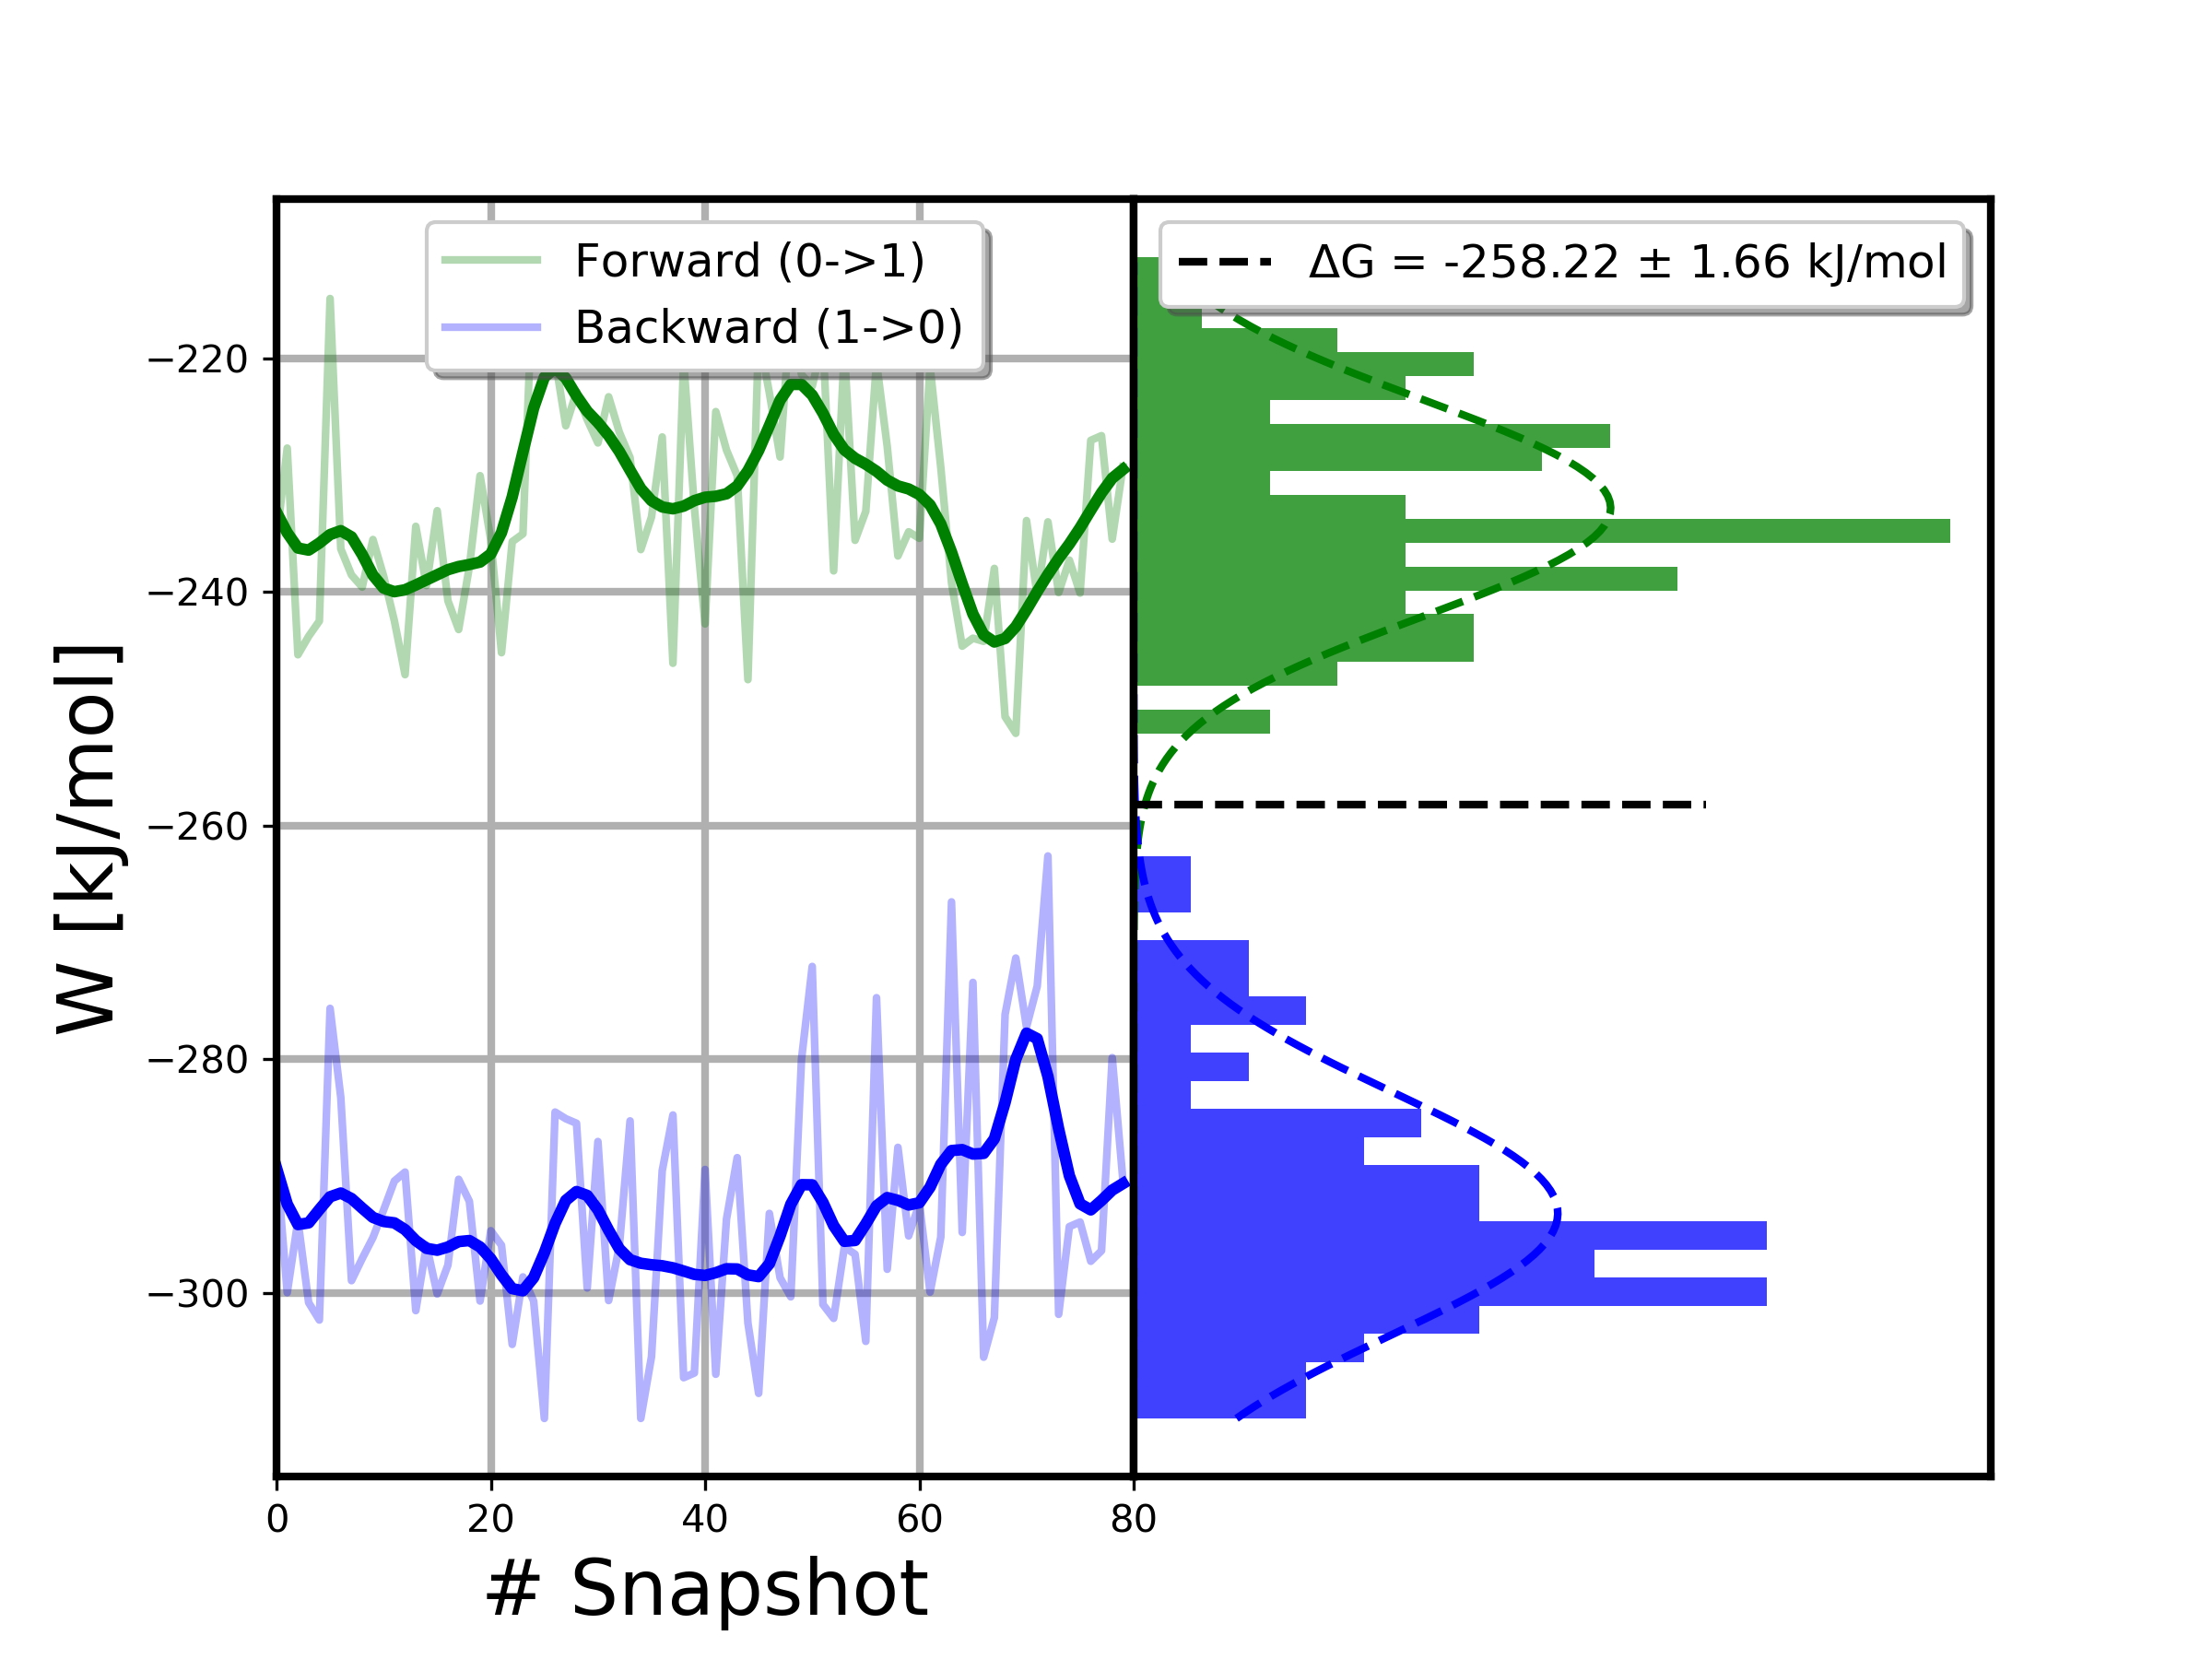 Forward (0->1)
Backward (1->0)
ΔG = -258.22 ± 1.66 kJ/mol
W [kJ/mol]
−220
−240
−260
−280
−300
0 20 40 60 80
# Snapshot